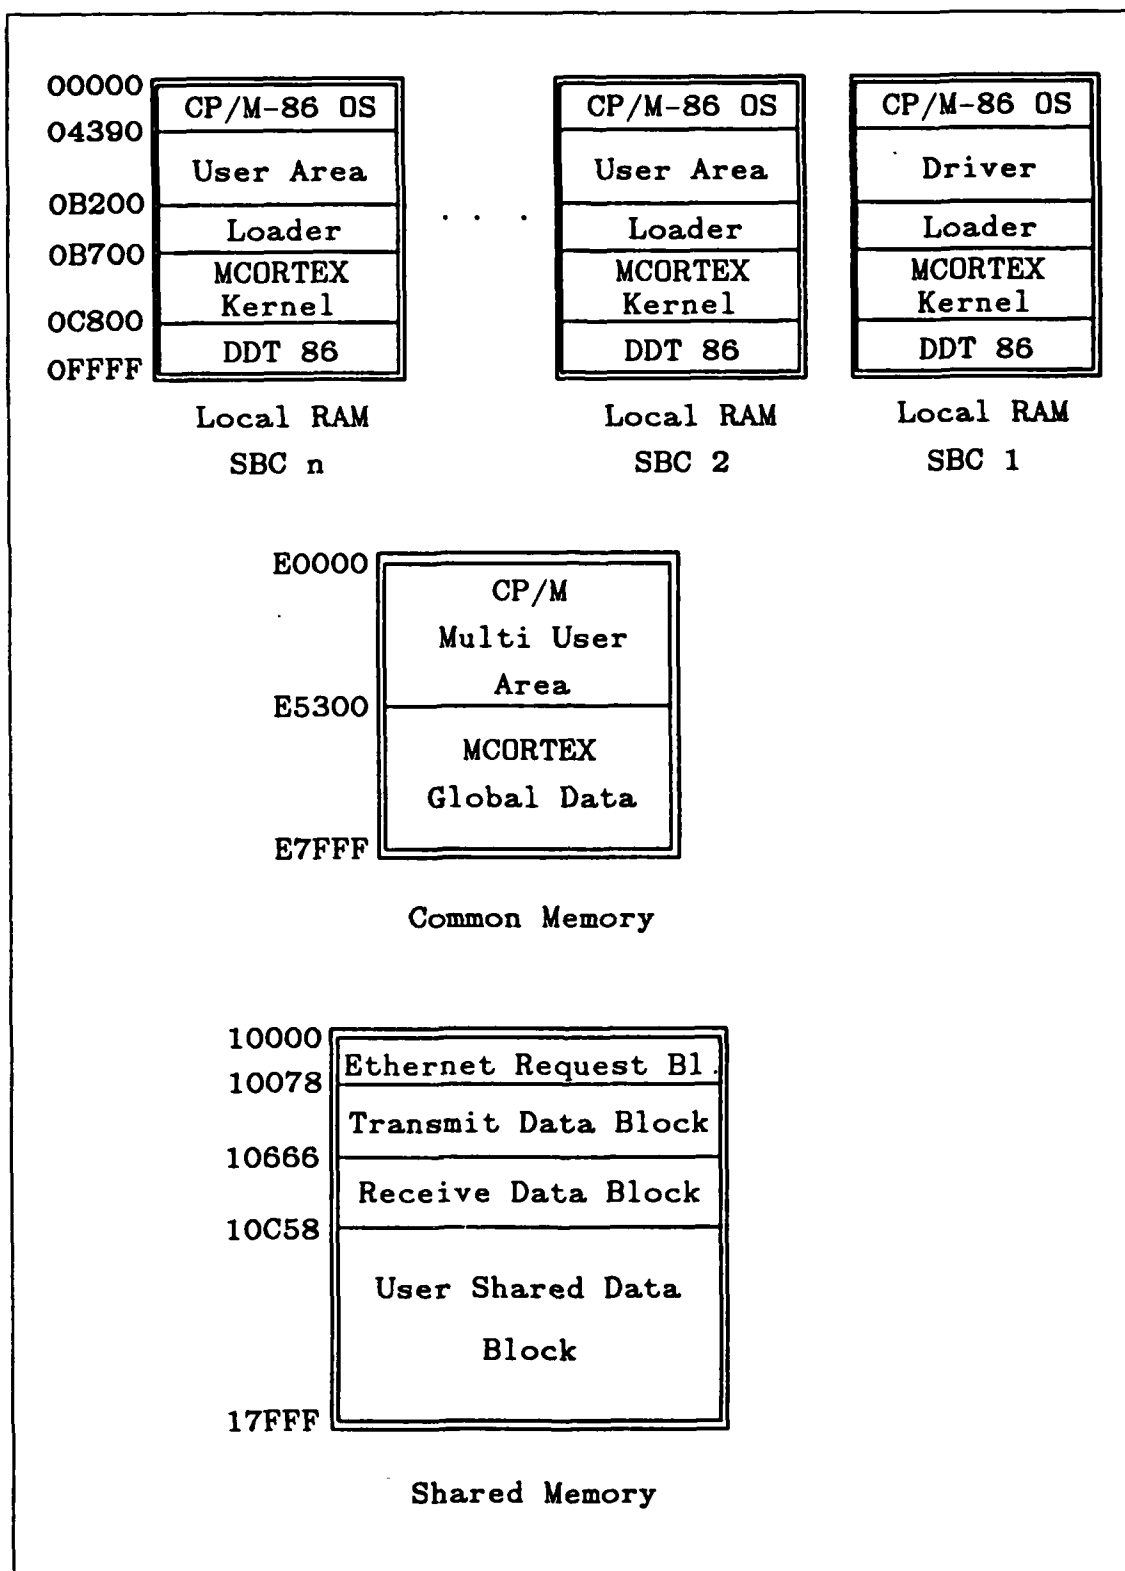 00000
04390
0B200
0B700
0C800
0FFFF
CP/M-86 OS
User Area
Loader
MCORTEX
Kernel
DDT 86
Local RAM
SBC n
. . .
CP/M-86 OS
User Area
Loader
MCORTEX
Kernel
DDT 86
Local RAM
SBC 2
CP/M-86 OS
Driver
Loader
MCORTEX
Kernel
DDT 86
Local RAM
SBC 1
E0000
CP/M
Multi User
Area
E5300
MCORTEX
Global Data
E7FFF
Common Memory
10000
Ethernet Request Bl.
10078
Transmit Data Block
10666
Receive Data Block
10C58
User Shared Data
Block
17FFF
Shared Memory